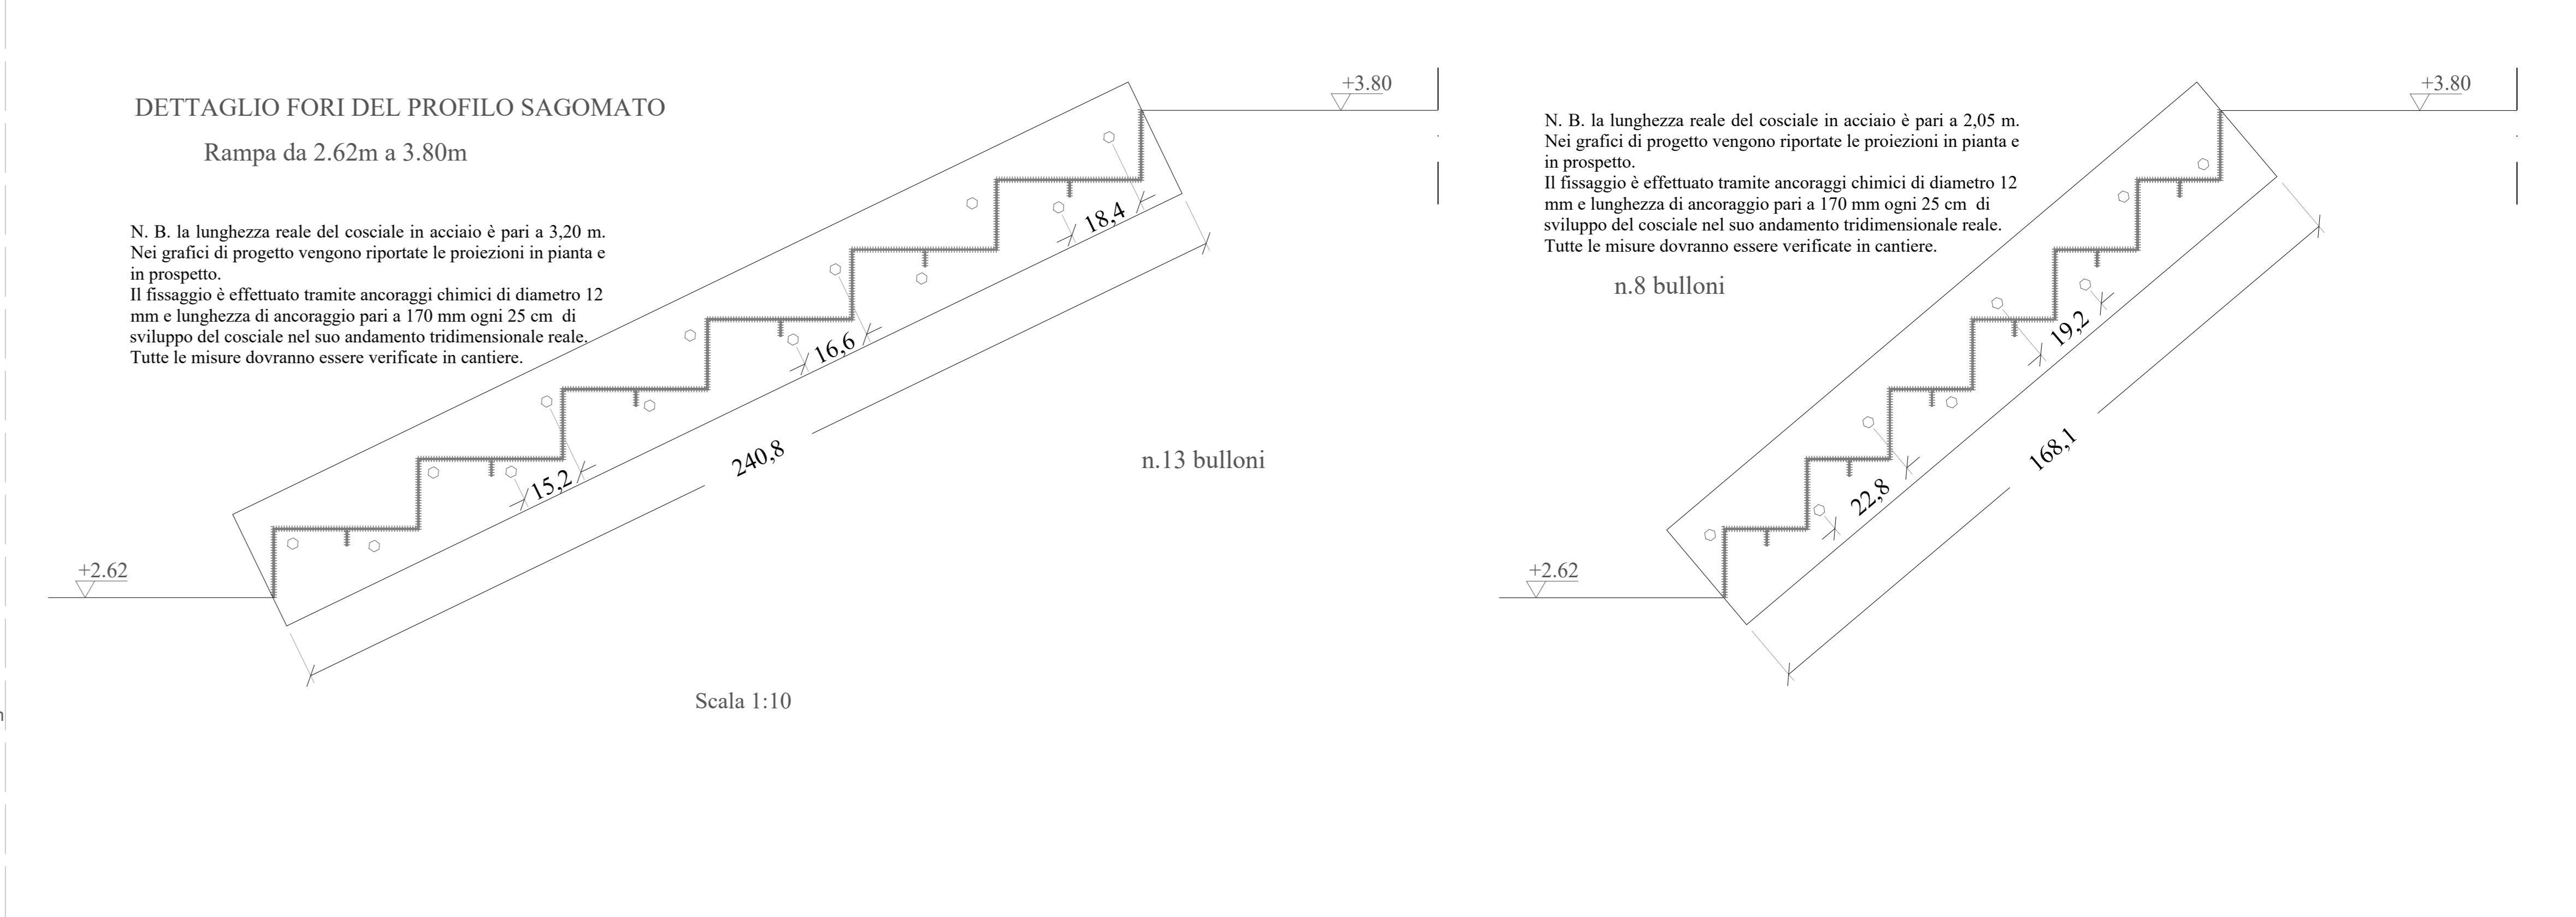 DETTAGLIO FORI DEL PROFILO SAGOMATO
Rampa da 2.62m a 3.80m
N. B. la lunghezza reale del cosciale in acciaio è pari a 3,20 m.
Nei grafici di progetto vengono riportate le proiezioni in pianta e
in prospetto.
Il fissaggio è effettuato tramite ancoraggi chimici di diametro 12
mm e lunghezza di ancoraggio pari a 170 mm ogni 25 cm di
sviluppo del cosciale nel suo andamento tridimensionale reale.
Tutte le misure dovranno essere verificate in cantiere.
+3.80
18,4
16,6
15,2
240,8
n.13 bulloni
+2.62
Scala 1:10
N. B. la lunghezza reale del cosciale in acciaio è pari a 2,05 m.
Nei grafici di progetto vengono riportate le proiezioni in pianta e
in prospetto.
Il fissaggio è effettuato tramite ancoraggi chimici di diametro 12
mm e lunghezza di ancoraggio pari a 170 mm ogni 25 cm di
sviluppo del cosciale nel suo andamento tridimensionale reale.
Tutte le misure dovranno essere verificate in cantiere.
n.8 bulloni
+3.80
19,2
22,8
168,1
+2.62